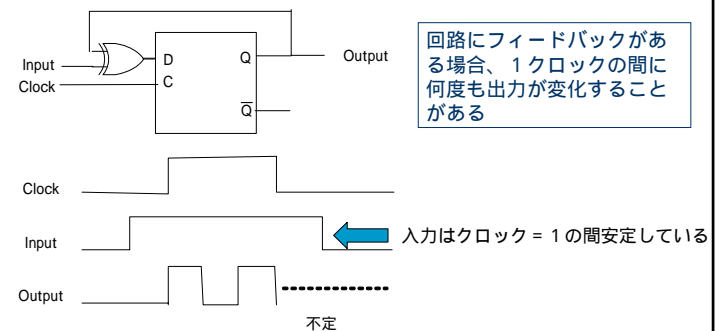 Input
Clock
D
C
Q
Q
Output
回路にフィードバックがあ
る場合、１クロックの間に
何度も出力が変化すること
がある
Clock
Input
入力はクロック = １の間安定している
Output
不定